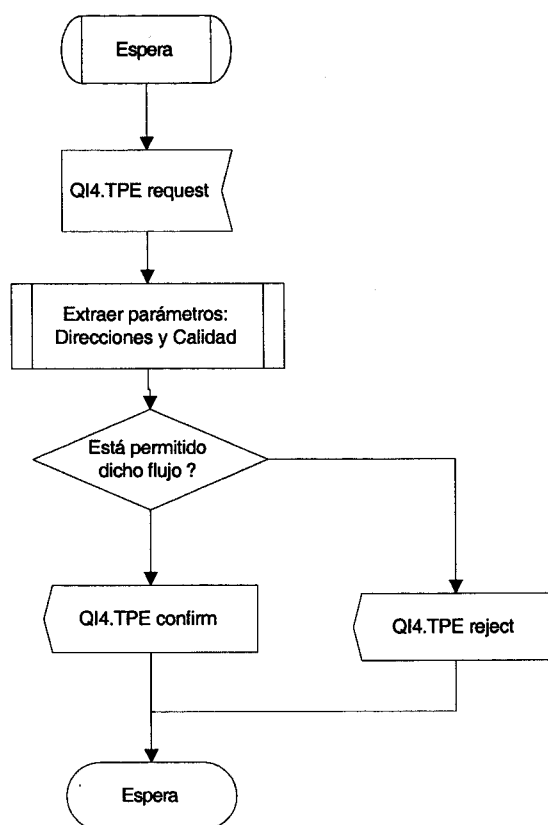 Espera
QI4.TPE request
Extraer parámetros:
Direcciones y Calidad
Está permitido
dicho flujo ?
QI4.TPE confirm
QI4.TPE reject
Espera